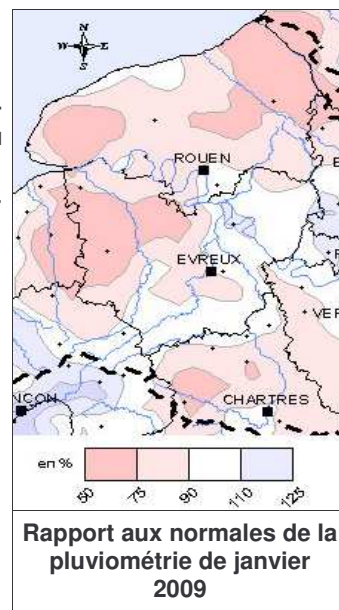 N
W E
S
ROUEN
EVREUX
VER
NCON
CHARTRES
en %
50 75 90 110 125
Rapport aux normales de la
pluviométrie de janvier
2009